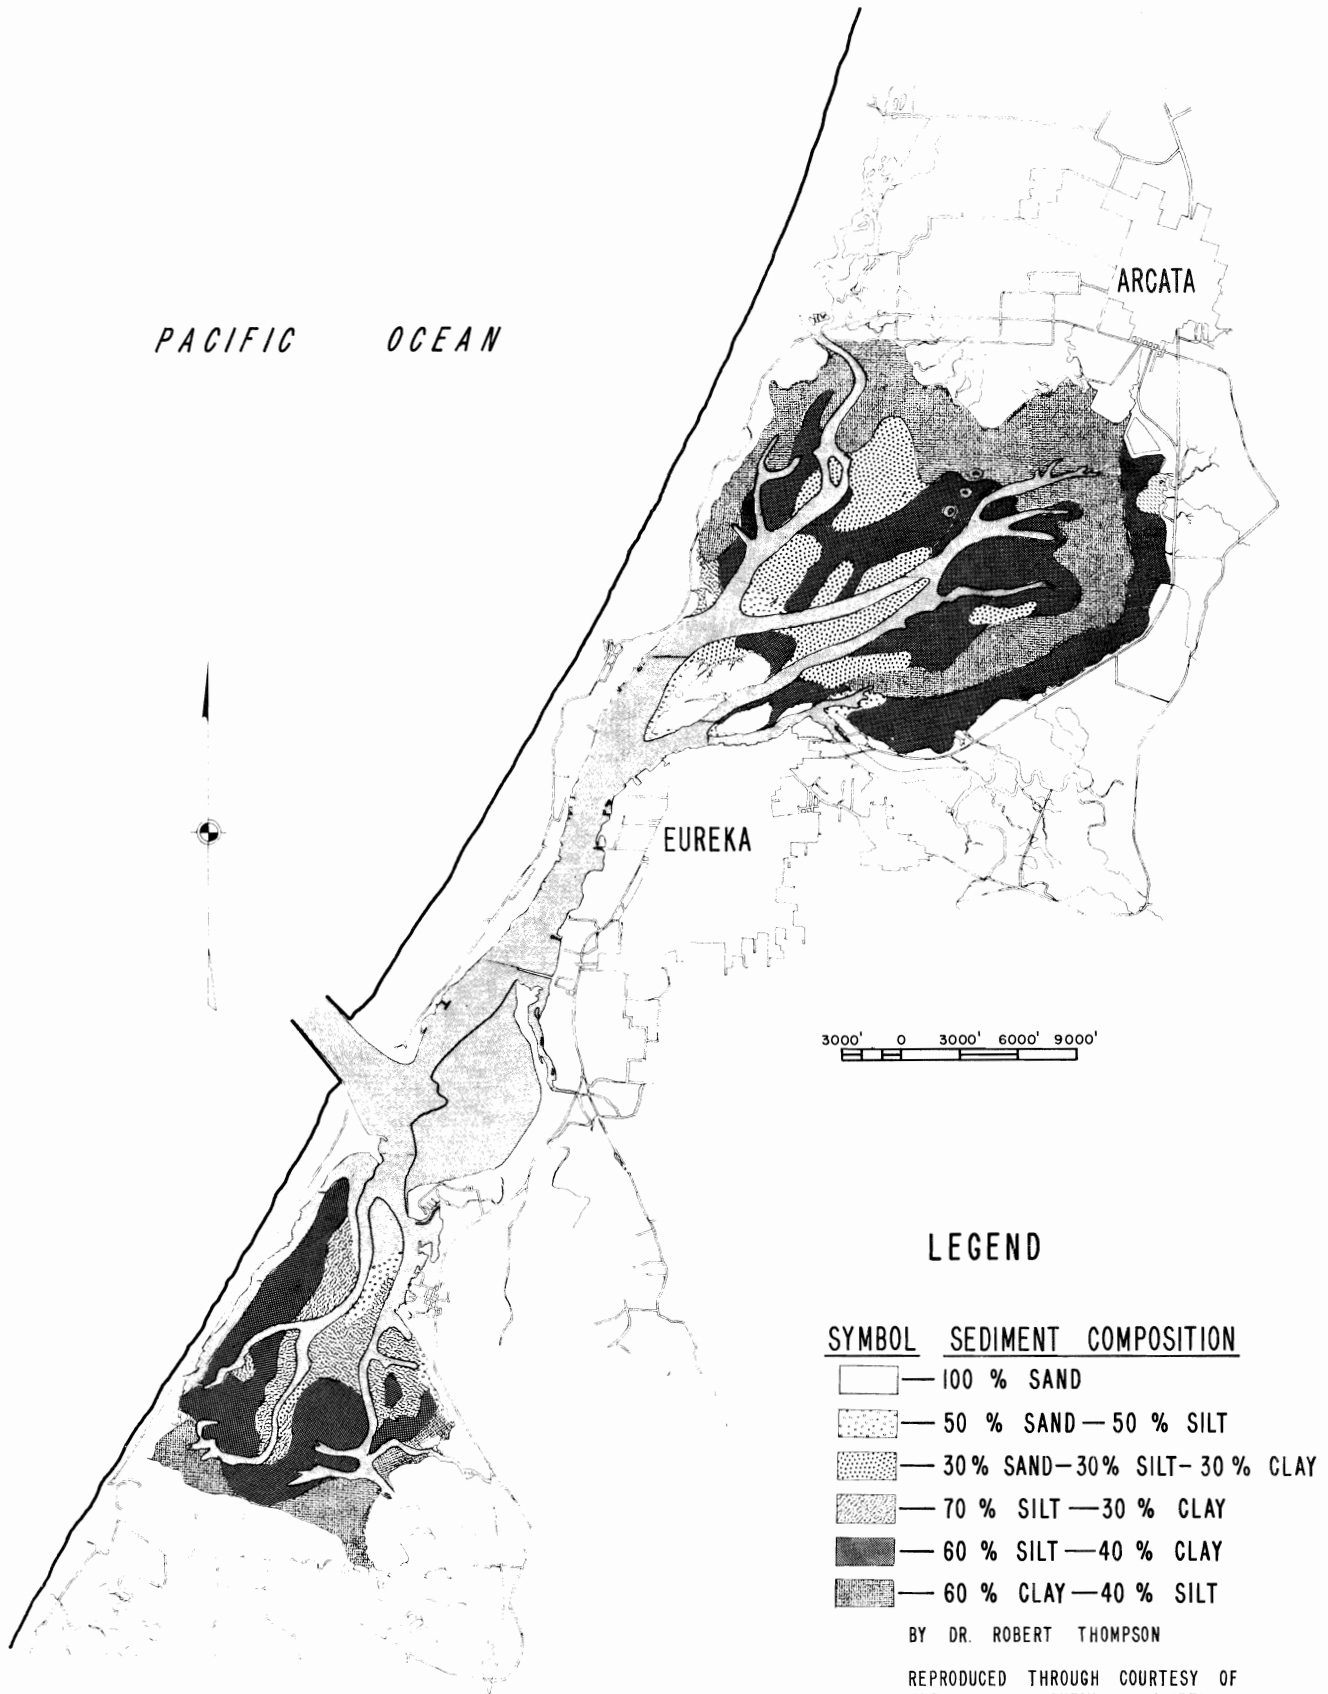 ARCATA
PACIFIC OCEAN
EUREKA
3000' 0 3000' 6000' 9000'
LEGEND
SYMBOL SEDIMENT COMPOSITION
100 % SAND
50 % SAND — 50 % SILT
30 % SAND — 30 % SILT - 30 % CLAY
70 % SILT — 30 % CLAY
60 % SILT — 40 % CLAY
60 % CLAY — 40 % SILT
BY DR. ROBERT THOMPSON
REPRODUCED THROUGH COURTESY OF